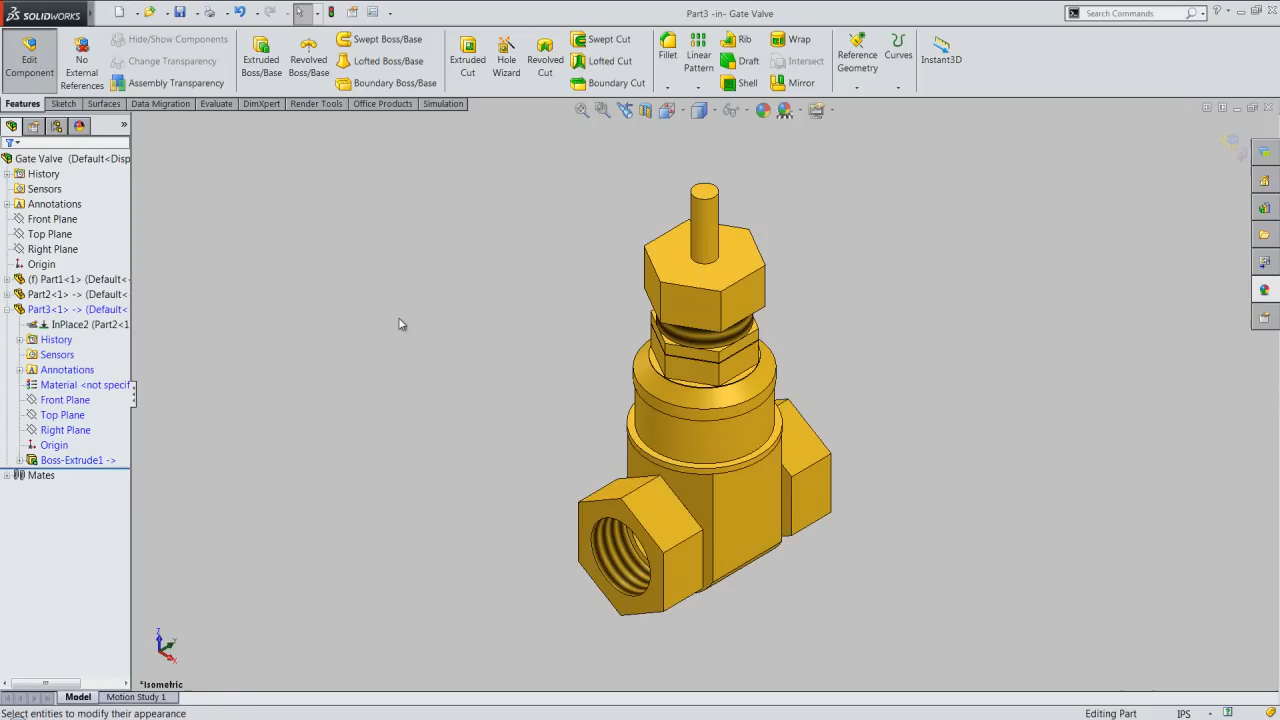 SOLIDWORKS
Part3 -in- Gate Valve
Search Commands
Edit Component
No External References
Hide/Show Components
Change Transparency
Assembly Transparency
Extruded Boss/Base
Revolved Boss/Base
Swept Boss/Base
Lofted Boss/Base
Boundary Boss/Base
Extruded Cut
Hole Wizard
Revolved Cut
Swept Cut
Lofted Cut
Boundary Cut
Fillet
Linear Pattern
Rib
Draft
Shell
Wrap
Intersect
Mirror
Reference Geometry
Curves
Instant3D
Features Sketch Surfaces Data Migration Evaluate DimXpert Render Tools Office Products Simulation
Gate Valve (Default<Disp
History
Sensors
Annotations
Front Plane
Top Plane
Right Plane
Origin
(f) Part1<1> (Default<
Part2<1> -> (Default<
Part3<1> -> (Default<
InPlace2 (Part2<1
History
Sensors
Annotations
Material <not specif
Front Plane
Top Plane
Right Plane
Origin
Boss-Extrude1 ->
Mates
Z
Y
X
*Isometric
Model Motion Study 1
Select entities to modify their appearance
Editing Part
IPS